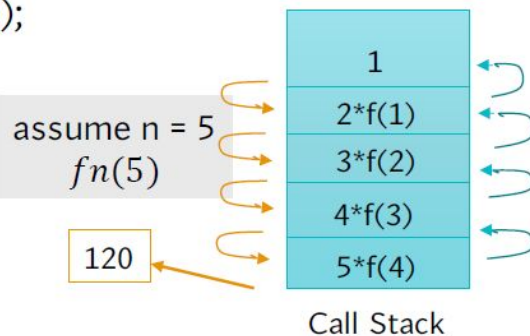 );
1
2*f(1)
assume n = 5
3*f(2)
fn(5)
4*f(3)
120
5*f(4)
Call Stack